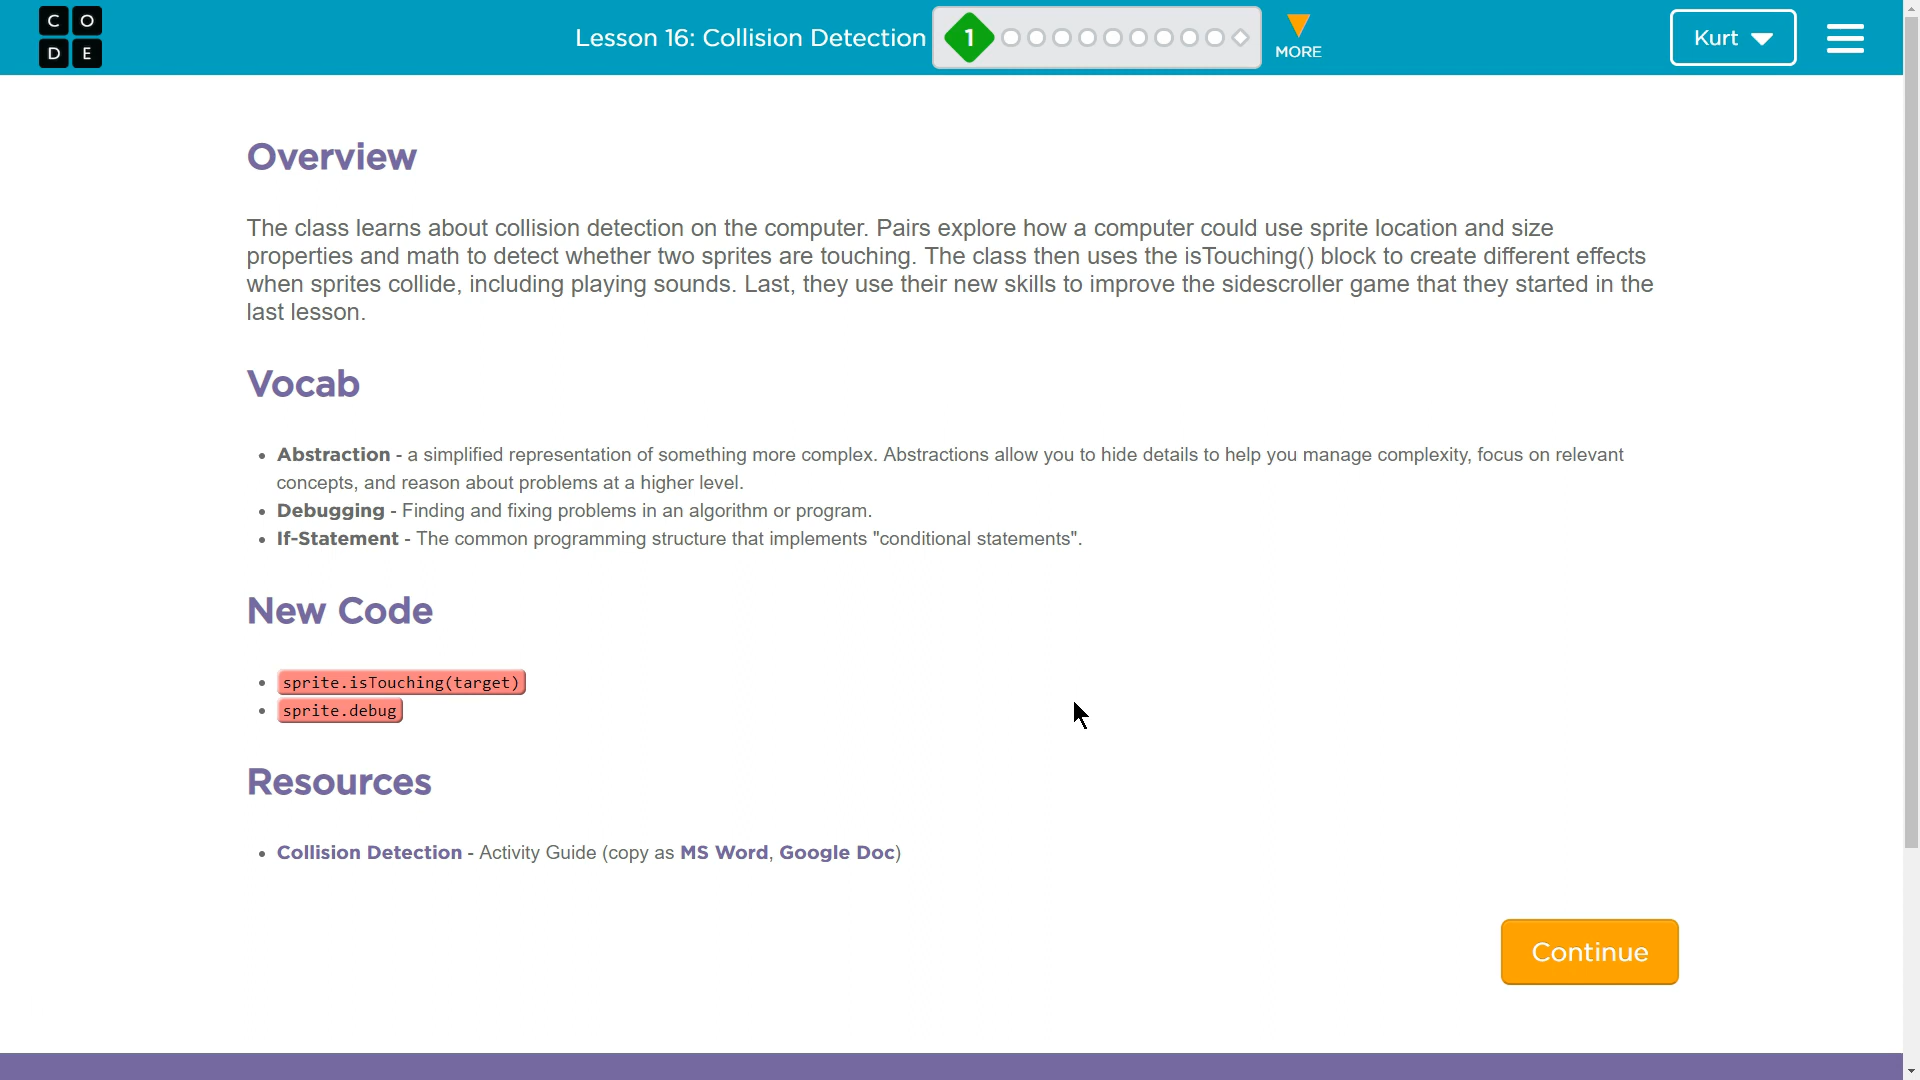 C O
D E
Lesson 16: Collision Detection
1
MORE
Kurt
Overview
The class learns about collision detection on the computer. Pairs explore how a computer could use sprite location and size
properties and math to detect whether two sprites are touching. The class then uses the isTouching() block to create different effects
when sprites collide, including playing sounds. Last, they use their new skills to improve the sidescroller game that they started in the
last lesson.
Vocab
• Abstraction - a simplified representation of something more complex. Abstractions allow you to hide details to help you manage complexity, focus on relevant
concepts, and reason about problems at a higher level.
• Debugging - Finding and fixing problems in an algorithm or program.
• If-Statement - The common programming structure that implements "conditional statements".
New Code
• sprite.isTouching(target)
• sprite.debug
Resources
• Collision Detection - Activity Guide (copy as MS Word, Google Doc)
Continue